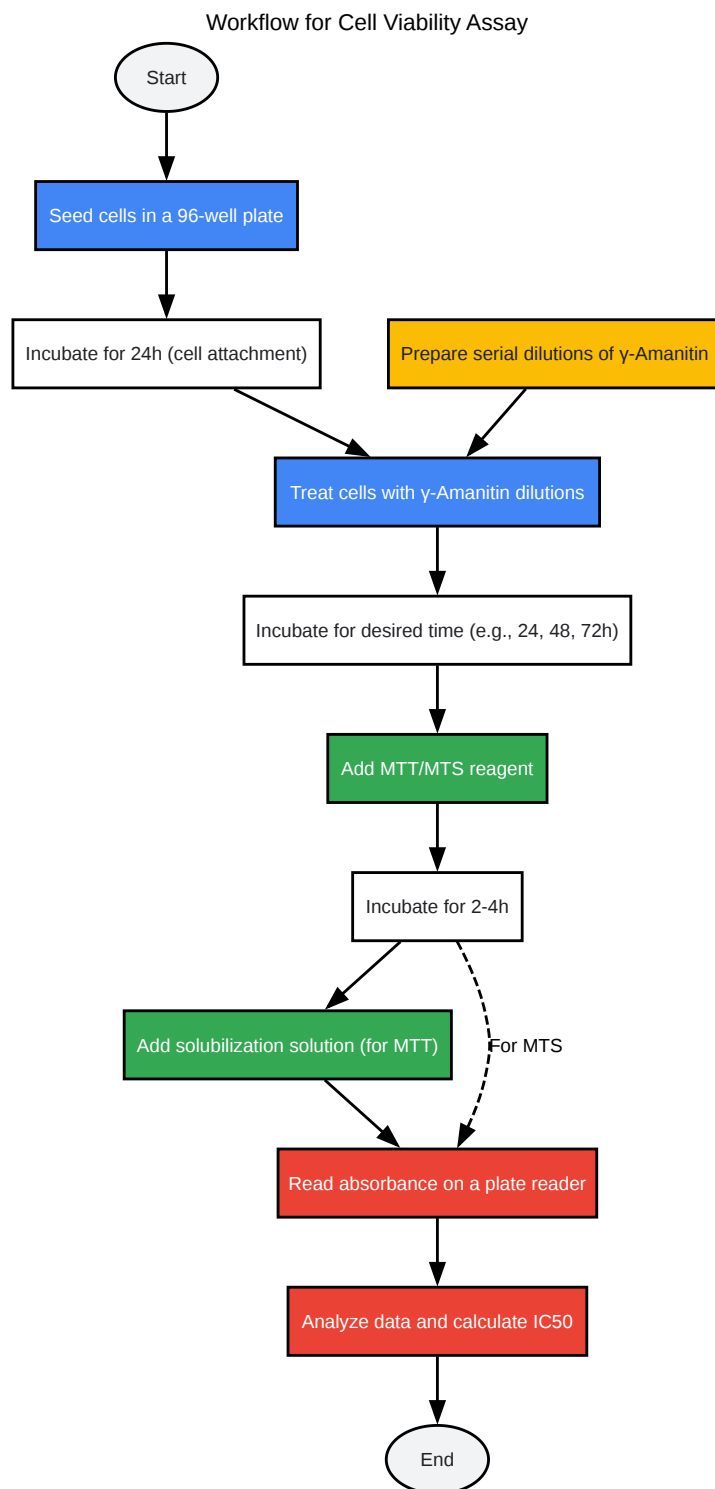 Workflow for Cell Viability Assay
Start
Seed cells in a 96-well plate
Incubate for 24h (cell attachment)
Prepare serial dilutions of γ-Amanitin
Treat cells with γ-Amanitin dilutions
Incubate for desired time (e.g., 24, 48, 72h)
Add MTT/MTS reagent
Incubate for 2-4h
Add solubilization solution (for MTT)
For MTS
Read absorbance on a plate reader
Analyze data and calculate IC50
End